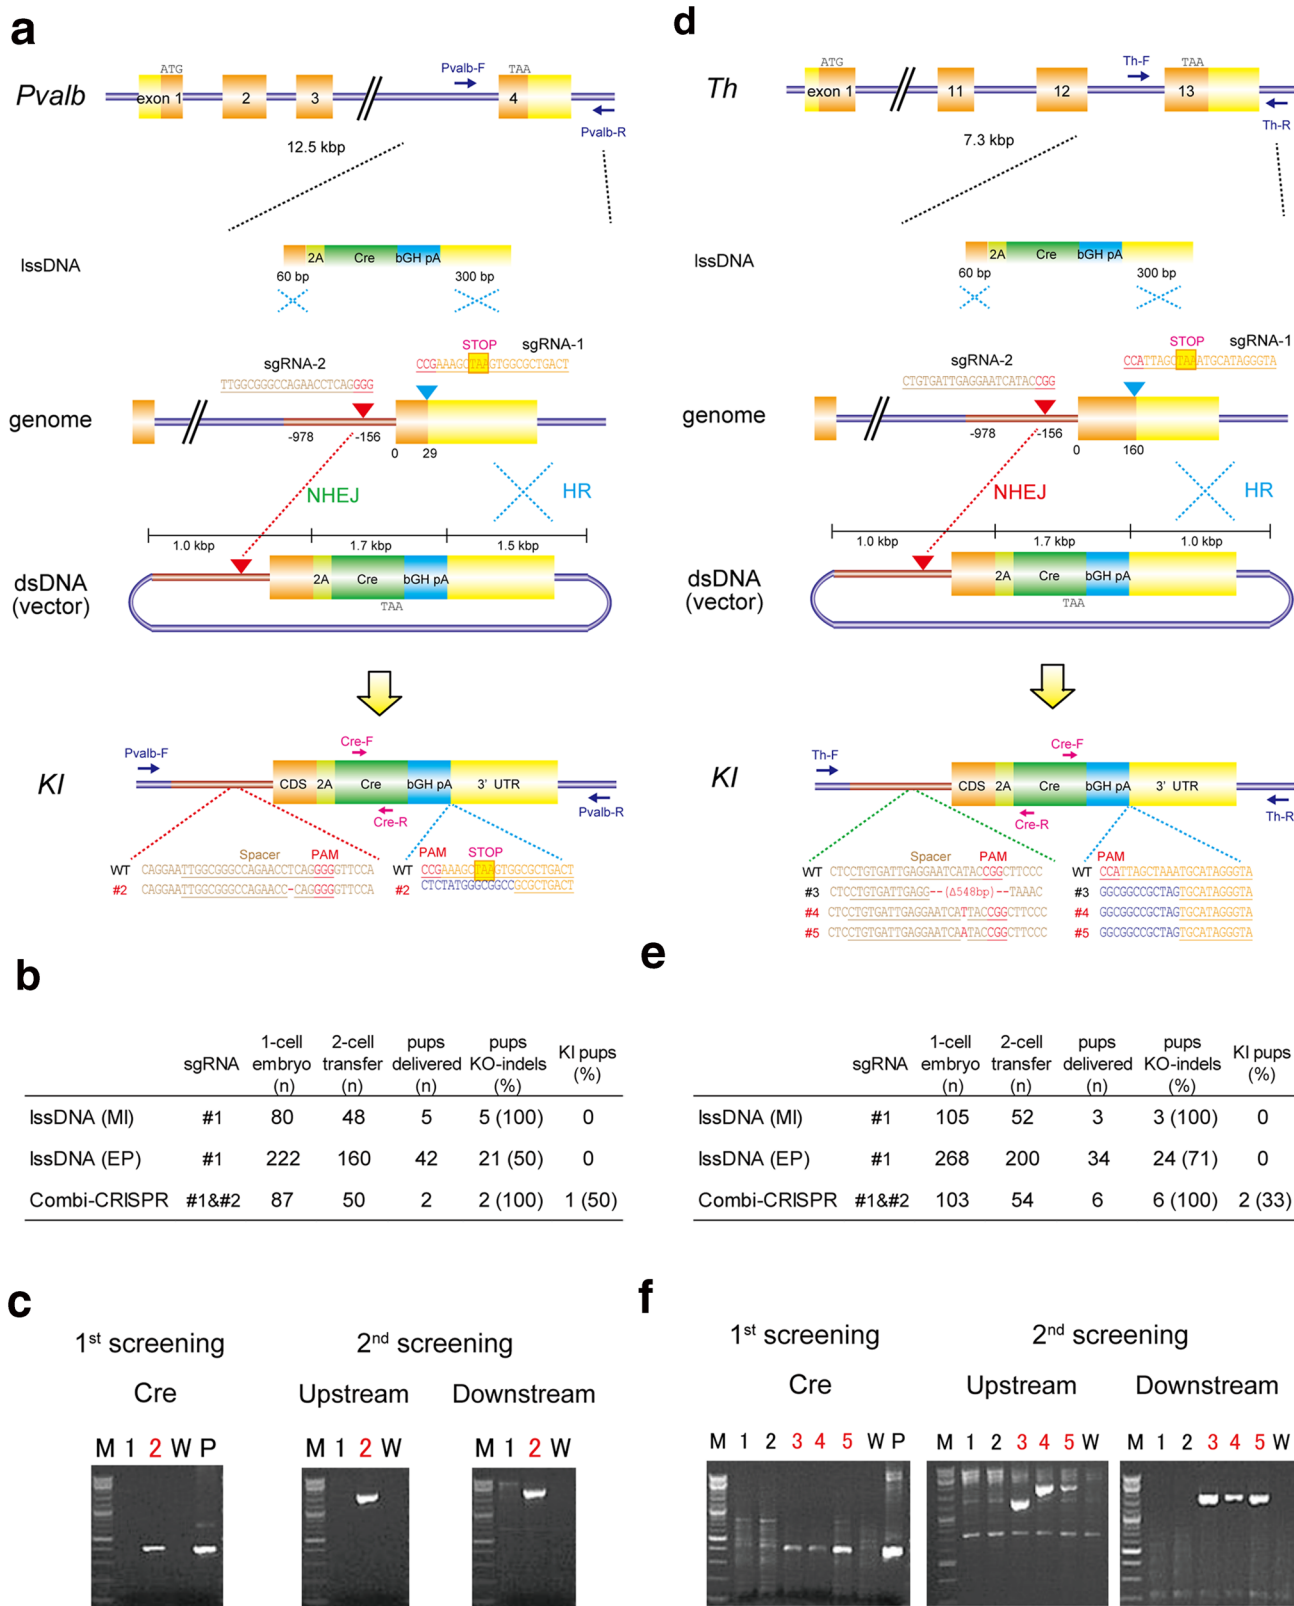 a
Pvalb
ATG
exon 1
2
3
Pvalb-F
TAA
4
Pvalb-R
12.5 kbp
lssDNA
2A
Cre
bGH pA
60 bp
300 bp
STOP
sgRNA-1
CCGAAAGCTAAGTGGCGCTGACT
sgRNA-2
TTGGCGGGCCAGAACCTCAGGGG
genome
-978
-156
0
29
NHEJ
HR
1.0 kbp
1.7 kbp
1.5 kbp
dsDNA
(vector)
2A
Cre
bGH pA
TAA
Pvalb-F
Cre-F
KI
CDS
2A
Cre
bGH pA
3' UTR
Cre-R
Pvalb-R
Spacer
PAM
WT CAGGAATTGGCGGGCCAGAACCTCAGGGGGTTCCA
#2 CAGGAATTGGCGGGCCAGAACC-CAGGGGGTTCCA
PAM
STOP
WT CCGAAAGCTAAGTGGCGCTGACT
#2 CTCTATGGGCGGCCGCGCTGACT
b
sgRNA 1-cell embryo (n) 2-cell transfer (n) pups delivered (n) pups KO-indels (%) KI pups (%)
lssDNA (MI) #1 80 48 5 5 (100) 0
lssDNA (EP) #1 222 160 42 21 (50) 0
Combi-CRISPR #1&#2 87 50 2 2 (100) 1 (50)
c
1st screening
2nd screening
Cre
Upstream
Downstream
M 1 2 W P
M 1 2 W
M 1 2 W
d
Th
ATG
exon 1
11
12
Th-F
TAA
13
Th-R
7.3 kbp
lssDNA
2A
Cre
bGH pA
60 bp
300 bp
STOP
sgRNA-1
CCATTAGCTAAATGCATAGGGTA
sgRNA-2
CTGTGATTGAGGAATCATACCGG
genome
-978
-156
0
160
NHEJ
HR
1.0 kbp
1.7 kbp
1.0 kbp
dsDNA
(vector)
2A
Cre
bGH pA
TAA
Th-F
Cre-F
KI
CDS
2A
Cre
bGH pA
3' UTR
Cre-R
Th-R
Spacer
PAM
WT CTCCTGTGATTGAGGAATCATACCGGCTTCCC
#3 CTCCTGTGATTGAGG--(Δ548bp)--TAAAC
#4 CTCCTGTGATTGAGGAATCATTACCGGCTTCCC
#5 CTCCTGTGATTGAGGAATCAATACCGGCTTCCC
PAM
WT CCATTAGCTAAATGCATAGGGTA
#3 GGCGGCCGCTAGTGCATAGGGTA
#4 GGCGGCCGCTAGTGCATAGGGTA
#5 GGCGGCCGCTAGTGCATAGGGTA
e
sgRNA 1-cell embryo (n) 2-cell transfer (n) pups delivered (n) pups KO-indels (%) KI pups (%)
lssDNA (MI) #1 105 52 3 3 (100) 0
lssDNA (EP) #1 268 200 34 24 (71) 0
Combi-CRISPR #1&#2 103 54 6 6 (100) 2 (33)
f
1st screening
2nd screening
Cre
Upstream
Downstream
M 1 2 3 4 5 W P
M 1 2 3 4 5 W
M 1 2 3 4 5 W